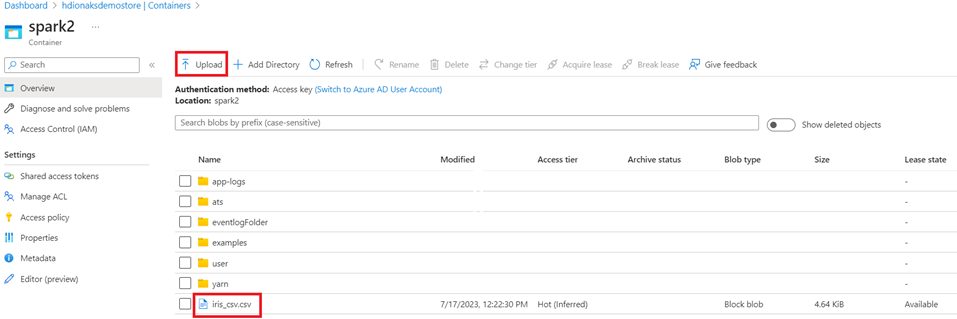 Dashboard > hdionaksdemostore | Containers >
spark2 ...
Container
Search «
Upload + Add Directory Refresh Rename Delete Change tier Acquire lease Break lease Give feedback
Overview
Diagnose and solve problems
Access Control (IAM)
Settings
Shared access tokens
Manage ACL
Access policy
Properties
Metadata
Editor (preview)
Authentication method: Access key (Switch to Azure AD User Account)
Location: spark2
Search blobs by prefix (case-sensitive) Show deleted objects
Name Modified Access tier Archive status Blob type Size Lease state
app-logs -
ats -
eventlogFolder -
examples -
user -
yarn -
iris_csv.csv 7/17/2023, 12:22:30 PM Hot (Inferred) Block blob 4.64 KiB Available